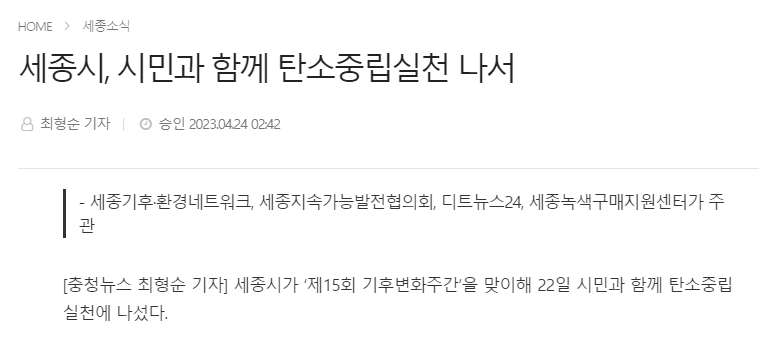 HOME > 세종소식
세종시, 시민과 함께 탄소중립실천 나서
최형순 기자 | 승인 2023.04.24 02:42
- 세종기후·환경네트워크, 세종지속가능발전협의회, 디트뉴스24, 세종녹색구매지원센터가 주
관
[충청뉴스 최형순 기자] 세종시가 ‘제15회 기후변화주간’을 맞이해 22일 시민과 함께 탄소중립
실천에 나섰다.